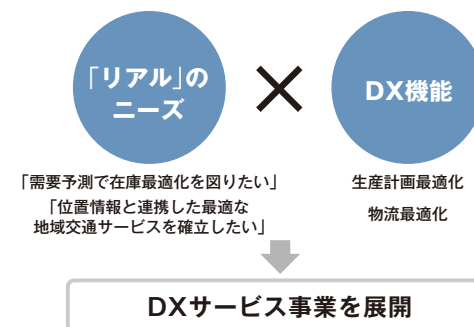 「リアル」の
ニーズ
×
DX機能
「需要予測で在庫最適化を図りたい」
「位置情報と連携した最適な
地域交通サービスを確立したい」
生産計画最適化
物流最適化
DXサービス事業を展開